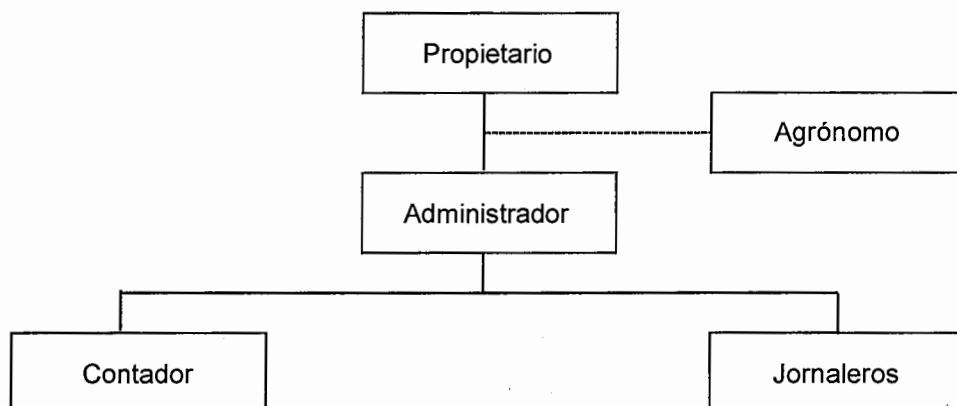 Propietario
Agrónomo
Administrador
Contador
Jornaleros